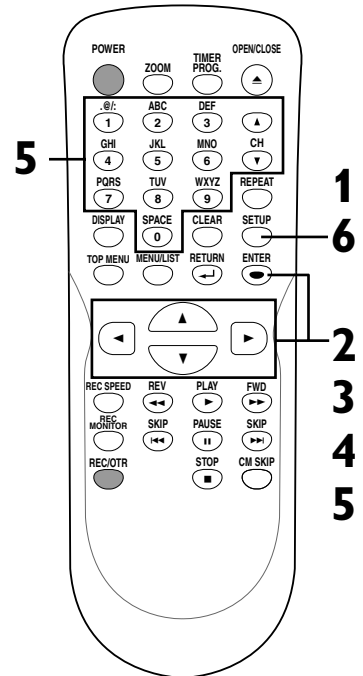 POWER
ZOOM
TIMER
PROG.
OPEN/CLOSE
.@/:
ABC
DEF
1
2
3
GHI
JKL
MNO
CH
5
4
5
6
PQRS
TUV
WXYZ
REPEAT
1
7
8
9
DISPLAY
SPACE
CLEAR
SETUP
0
6
TOP MENU
MENU/LIST
RETURN
ENTER
2
REC SPEED
REV
PLAY
FWD
3
REC
MONITOR
SKIP
PAUSE
SKIP
4
REC/OTR
STOP
CM SKIP
5